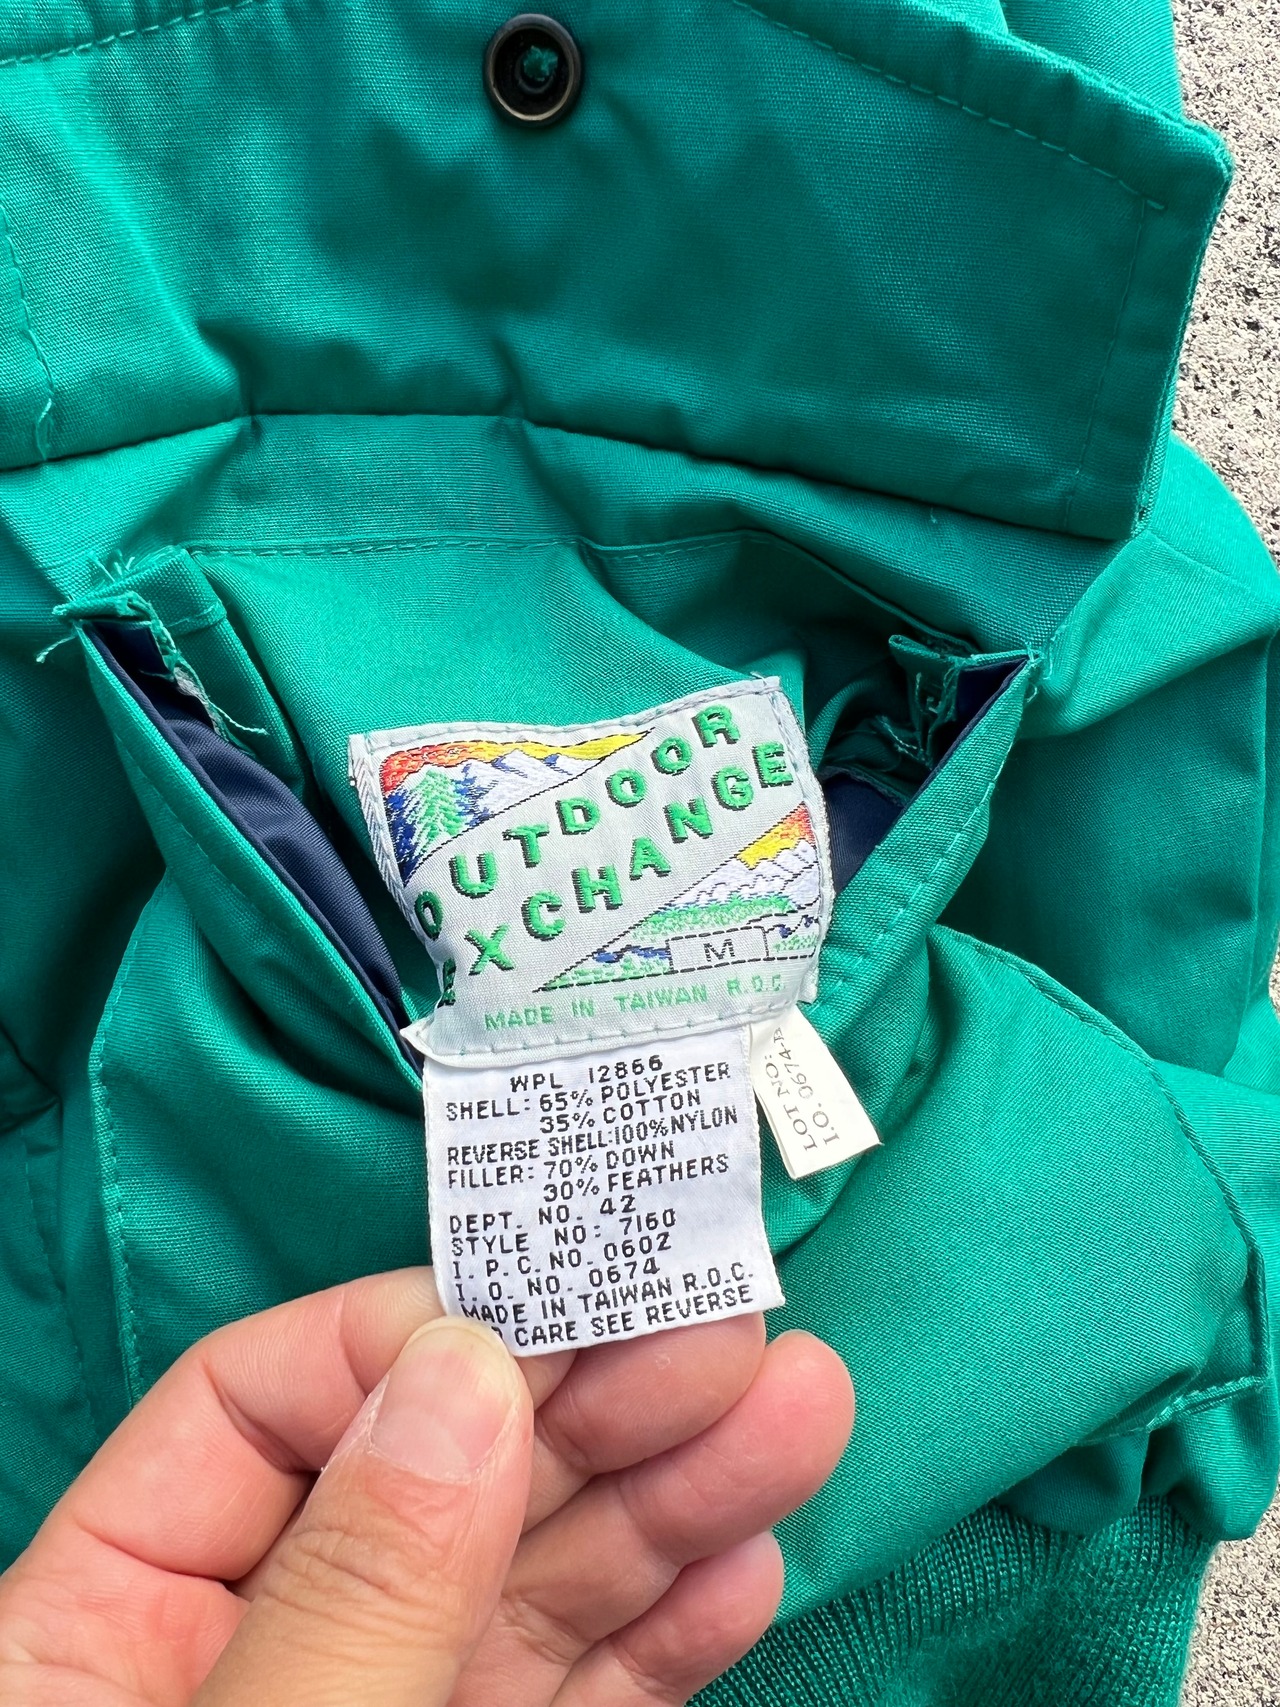 OUTDOOR
EXCHANGE
M
MADE IN TAIWAN R.O.C.
WPL 12866
SHELL: 65% POLYESTER
35% COTTON
REVERSE SHELL:100%NYLON
FILLER: 70% DOWN
30% FEATHERS
DEPT. NO. 42
STYLE NO: 7160
I.P.C. NO. 0602
I.O. NO. 0674
MADE IN TAIWAN R.O.C.
CARE SEE REVERSE
LOT NO:
I.O. 0674-